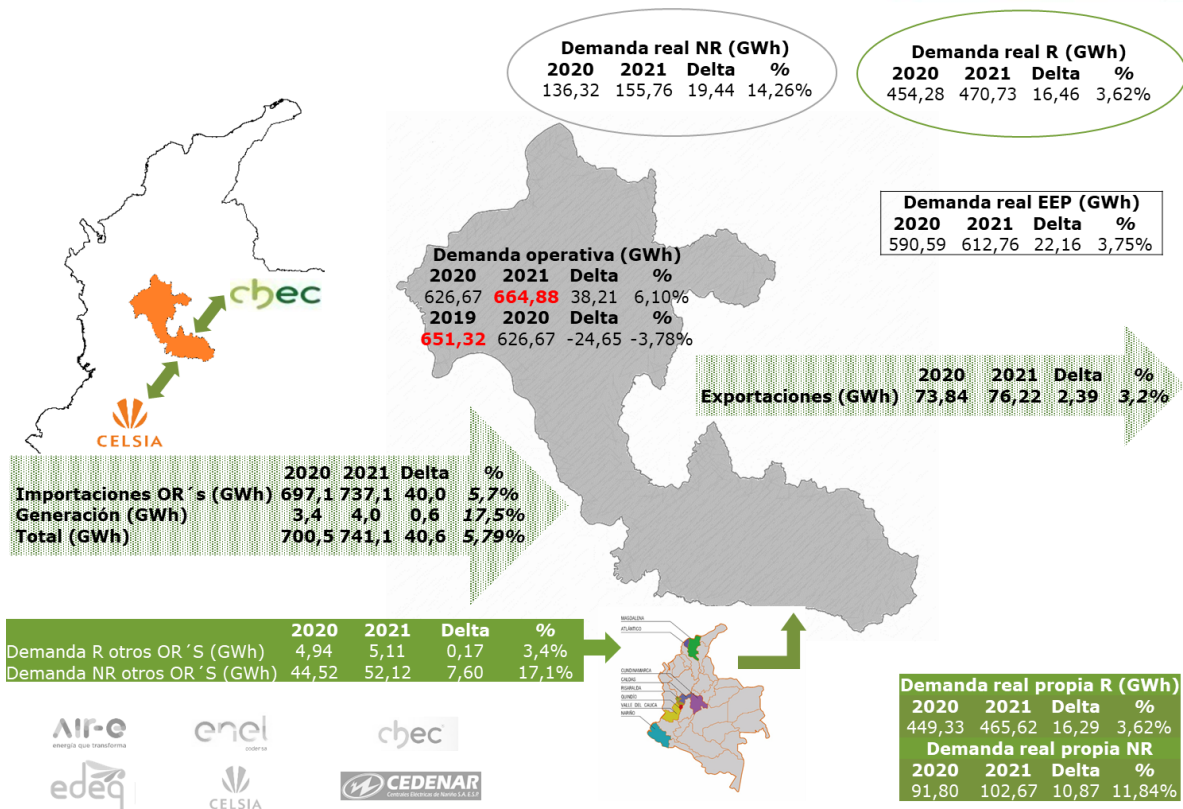 Demanda real NR (GWh)
2020 2021 Delta %
136,32 155,76 19,44 14,26%
Demanda real R (GWh)
2020 2021 Delta %
454,28 470,73 16,46 3,62%
Demanda real EEP (GWh)
2020 2021 Delta %
590,59 612,76 22,16 3,75%
Demanda operativa (GWh)
2020 2021 Delta %
626,67 664,88 38,21 6,10%
2019 2020 Delta %
651,32 626,67 -24,65 -3,78%
chec
CELSIA
2020 2021 Delta %
Exportaciones (GWh) 73,84 76,22 2,39 3,2%
2020 2021 Delta %
Importaciones OR´s (GWh) 697,1 737,1 40,0 5,7%
Generación (GWh) 3,4 4,0 0,6 17,5%
Total (GWh) 700,5 741,1 40,6 5,79%
2020 2021 Delta %
Demanda R otros OR´S (GWh) 4,94 5,11 0,17 3,4%
Demanda NR otros OR´S (GWh) 44,52 52,12 7,60 17,1%
MAGDALENA
ATLÁNTICO
CUNDINAMARCA
CALDAS
RISARALDA
QUINDÍO
VALLE DEL CAUCA
NARIÑO
Demanda real propia R (GWh)
2020 2021 Delta %
449,33 465,62 16,29 3,62%
Demanda real propia NR
2020 2021 Delta %
91,80 102,67 10,87 11,84%
AIr-e
energía que transforma
enel
codensa
chec
edeq
CELSIA
CEDENAR
Centrales Eléctricas de Nariño S.A. E.S.P.